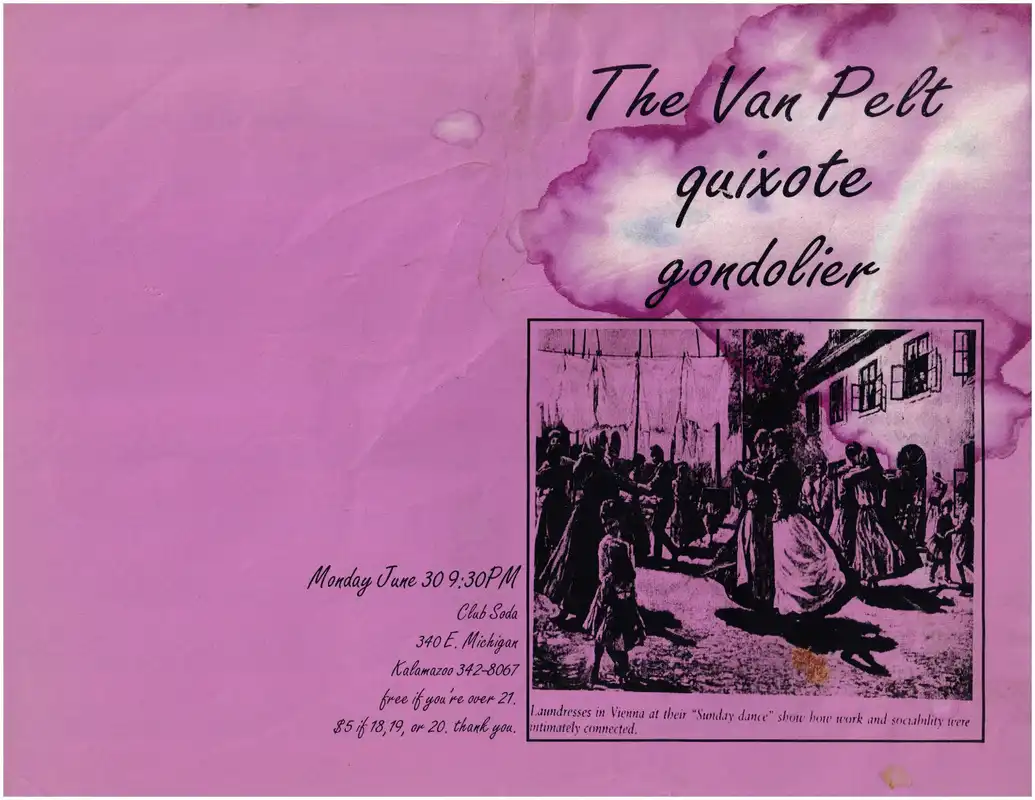 The Van Pelt
quixote
gondolier
Monday June 30 9:30PM
Club Soda
340 E. Michigan
Kalamazoo 342-8067
free if you're over 21.
$5 if 18,19, or 20. thank you.
Laundresses in Vienna at their "Sunday dance" show how work and sociability were
intimately connected.